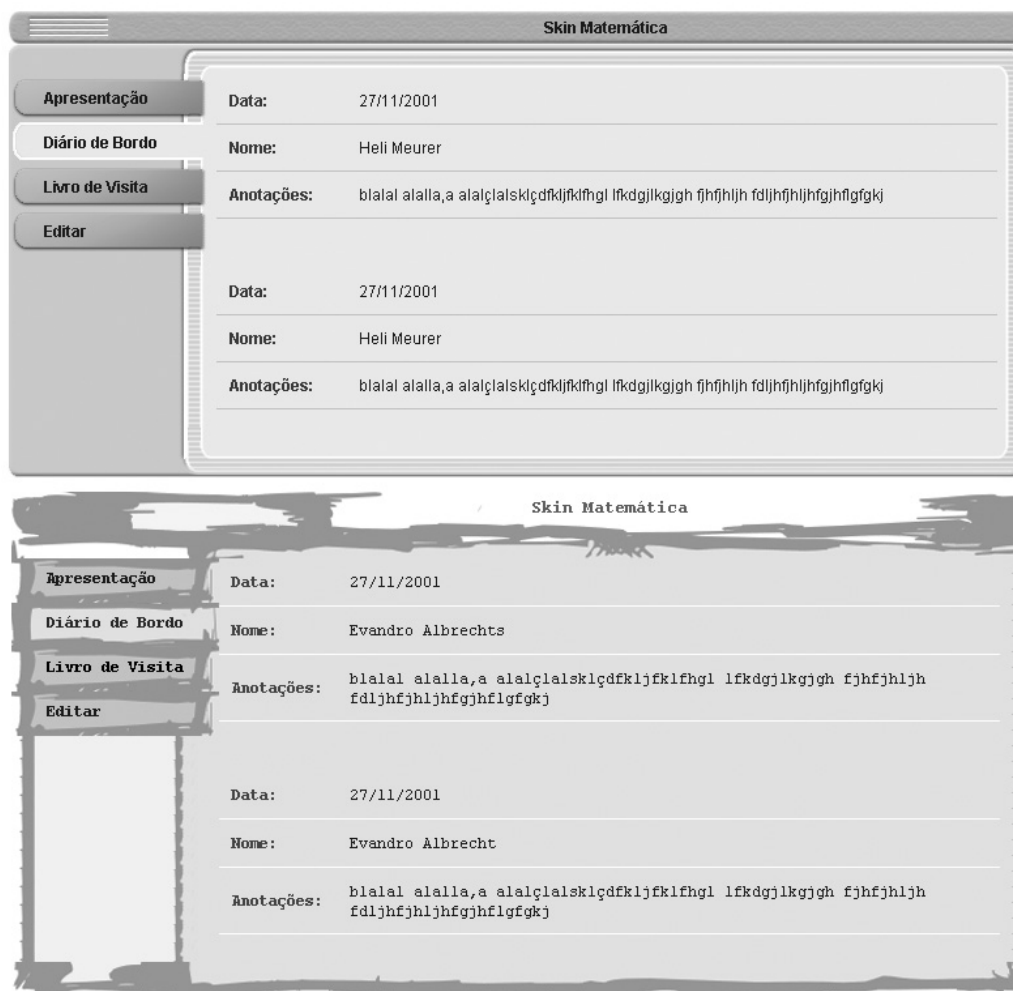 Skin Matemática
Apresentação
Diário de Bordo
Livro de Visita
Editar
Data: 27/11/2001
Nome: Heli Meurer
Anotações: blalal alalla,a alalçlalsklçdfkljfklfhgl lfkdgjlkgjgh fjhfjhljh fdljhfjhljhfgjhflgfgkj
Data: 27/11/2001
Nome: Heli Meurer
Anotações: blalal alalla,a alalçlalsklçdfkljfklfhgl lfkdgjlkgjgh fjhfjhljh fdljhfjhljhfgjhflgfgkj
Skin Matemática
Apresentação
Diário de Bordo
Livro de Visita
Editar
Data: 27/11/2001
Nome: Evandro Albrechts
Anotações: blalal alalla,a alalçlalsklçdfkljfklfhgl lfkdgjlkgjgh fjhfjhljh
fdljhfjhljhfgjhflgfgkj
Data: 27/11/2001
Nome: Evandro Albrecht
Anotações: blalal alalla,a alalçlalsklçdfkljfklfhgl lfkdgjlkgjgh fjhfjhljh
fdljhfjhljhfgjhflgfgkj